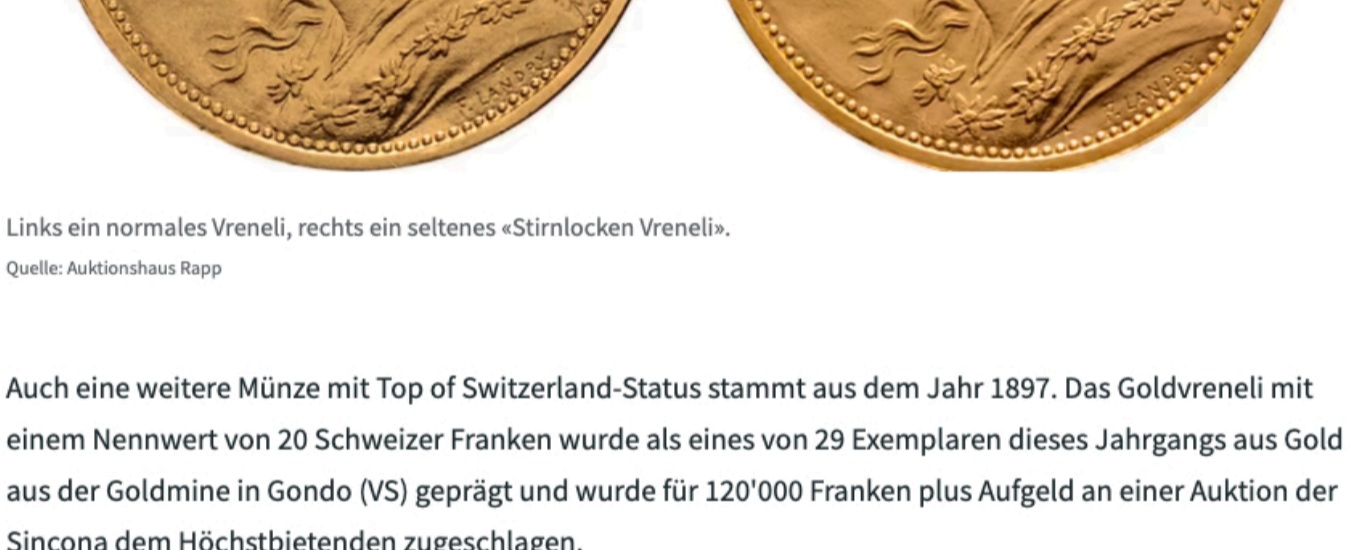 F. LANDRY
F. LANDRY
Links ein normales Vreneli, rechts ein seltenes «Stirnlocken Vreneli».
Quelle: Auktionshaus Rapp
Auch eine weitere Münze mit Top of Switzerland-Status stammt aus dem Jahr 1897. Das Goldvreneli mit
einem Nennwert von 20 Schweizer Franken wurde als eines von 29 Exemplaren dieses Jahrgangs aus Gold
aus der Goldmine in Gondo (VS) geprägt und wurde für 120'000 Franken plus Aufgeld an einer Auktion der
Sincona dem Höchstbietenden zugeschlagen.